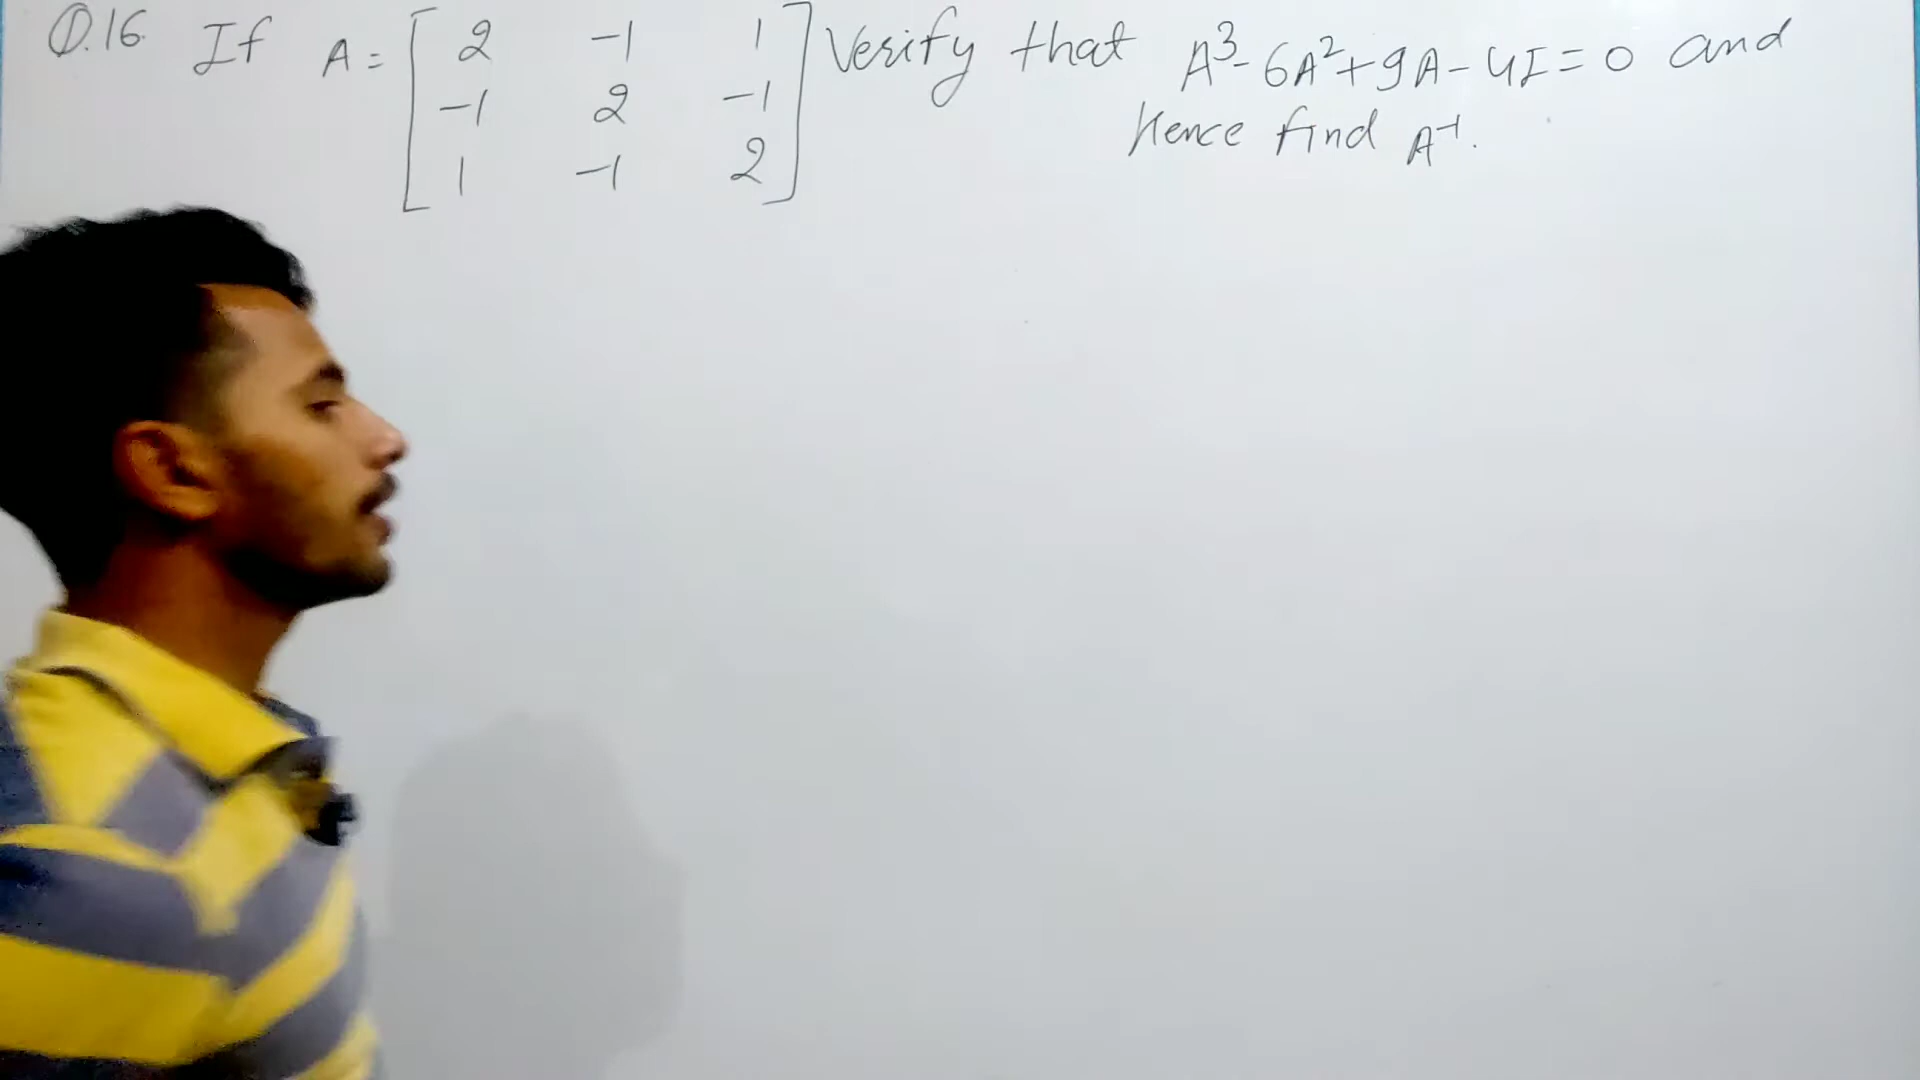 Q.16 If A = [ 2 -1 1 ] Verify that A³- 6A²+9A-4I=0 and
-1 2 -1 hence find A⁻¹.
1 -1 2